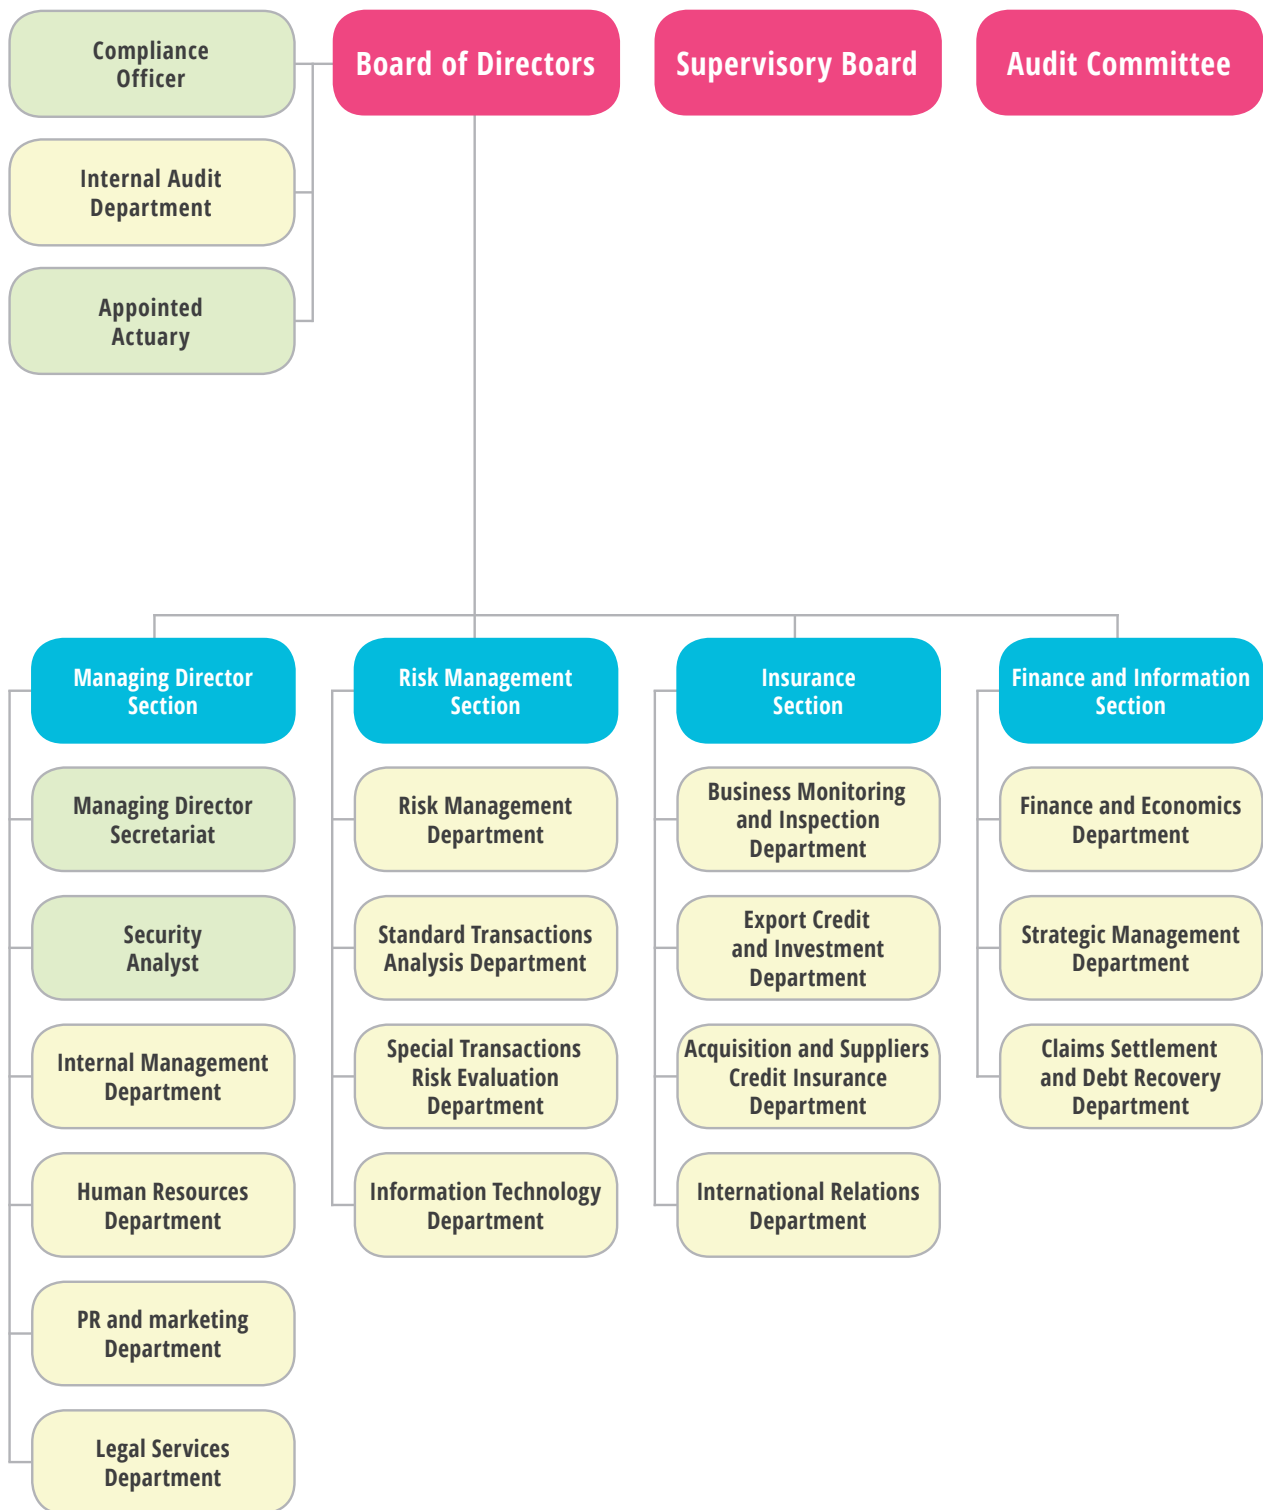 Compliance
Officer
Board of Directors
Supervisory Board
Audit Committee
Internal Audit
Department
Appointed
Actuary
Managing Director
Section
Managing Director
Secretariat
Security
Analyst
Internal Management
Department
Human Resources
Department
PR and marketing
Department
Legal Services
Department
Risk Management
Section
Risk Management
Department
Standard Transactions
Analysis Department
Special Transactions
Risk Evaluation
Department
Information Technology
Department
Insurance
Section
Business Monitoring
and Inspection
Department
Export Credit
and Investment
Department
Acquisition and Suppliers
Credit Insurance
Department
International Relations
Department
Finance and Information
Section
Finance and Economics
Department
Strategic Management
Department
Claims Settlement
and Debt Recovery
Department